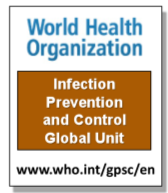 World Health
Organization
Infection
Prevention
and Control
Global Unit
www.who.int/gpsc/en